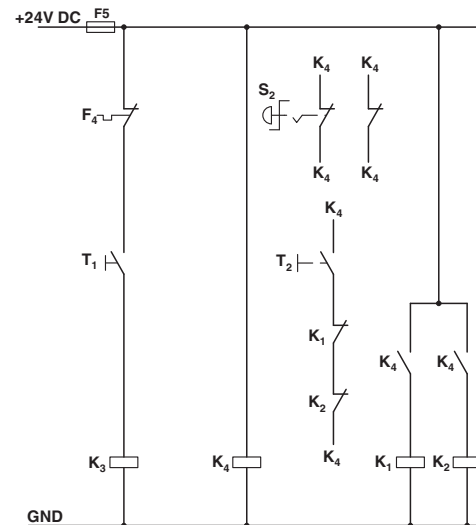 +24V DC F5
K₄ K₄
S₂
F₄
K₄ K₄
K₄
T₁ T₂
K₁
K₄ K₄
K₂
K₄
K₃ K₄ K₁ K₂
GND